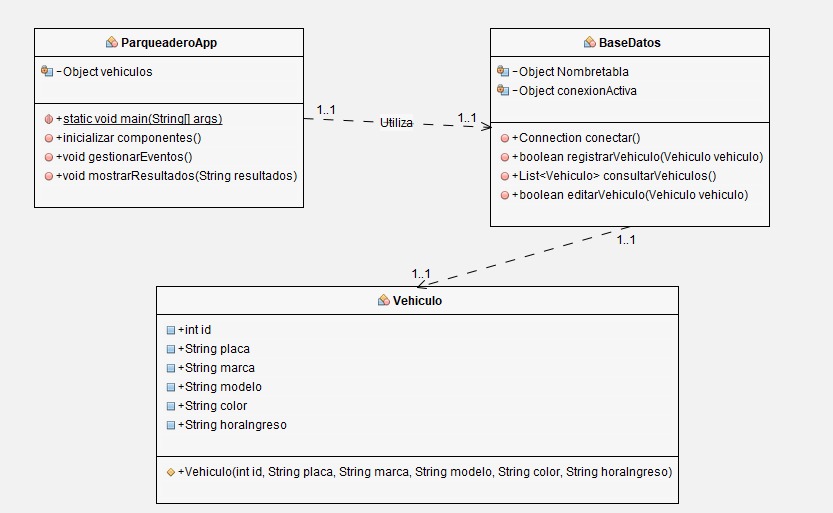 ParqueaderoApp
-Object vehiculos
+static void main(String[] args)
+inicializar componentes()
+void gestionarEventos()
+void mostrarResultados(String resultados)
1..1
Utiliza
1..1
BaseDatos
-Object Nombretabla
-Object conexionActiva
+Connection conectar()
+boolean registrarVehiculo(Vehiculo vehiculo)
+List<Vehiculo> consultarVehiculos()
+boolean editarVehiculo(Vehiculo vehiculo)
1..1
1..1
Vehiculo
+int id
+String placa
+String marca
+String modelo
+String color
+String horaIngreso
+Vehiculo(int id, String placa, String marca, String modelo, String color, String horaIngreso)